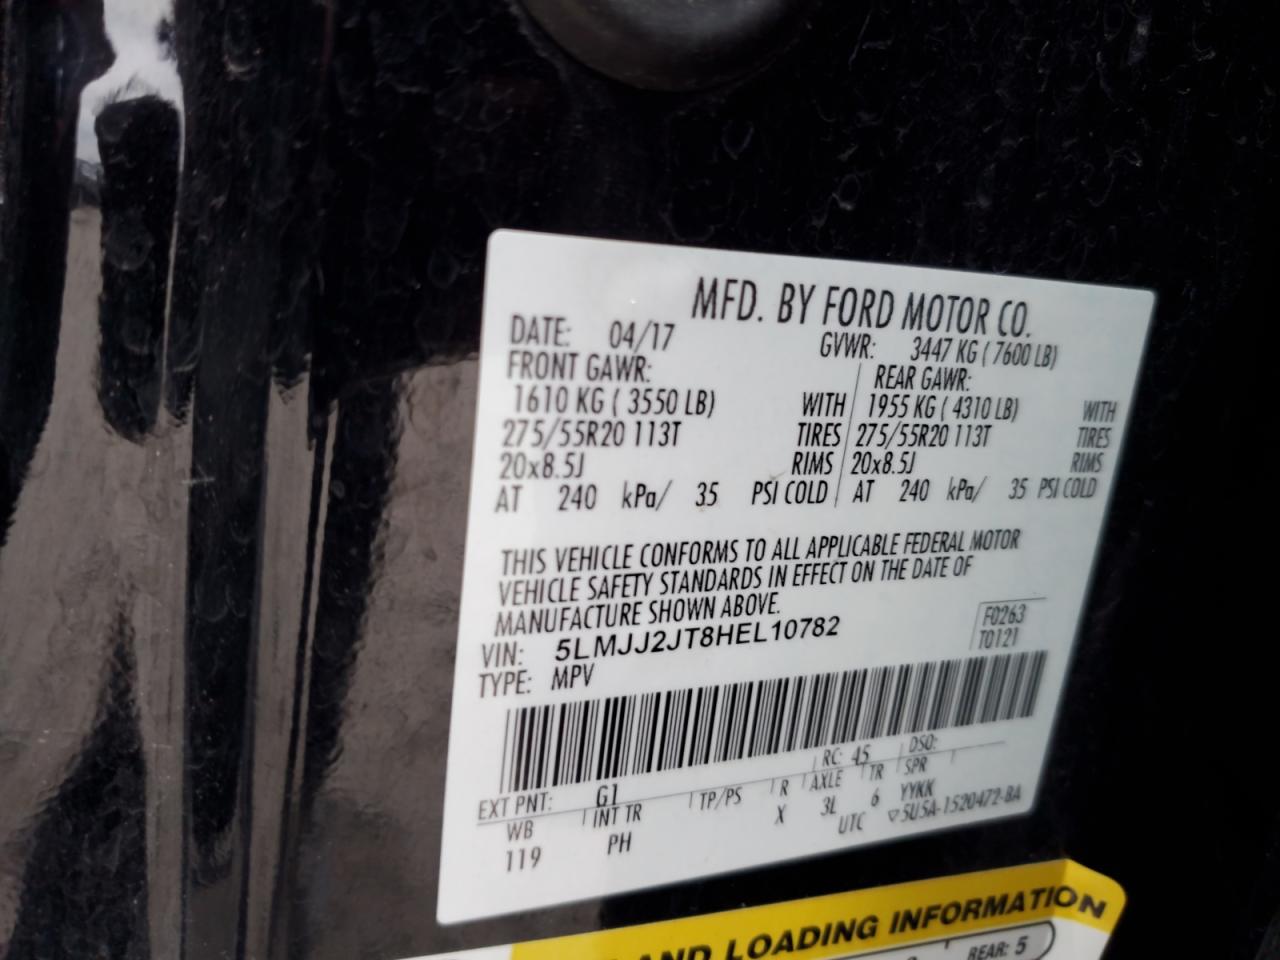 MFD. BY FORD MOTOR CO.
DATE: 04/17 GVWR: 3447 KG ( 7600 LB)
FRONT GAWR: REAR GAWR:
1610 KG ( 3550 LB) WITH 1955 KG ( 4310 LB) WITH
275/55R20 113T TIRES 275/55R20 113T TIRES
20x8.5J RIMS 20x8.5J RIMS
AT 240 kPa/ 35 PSI COLD AT 240 kPa/ 35 PSI COLD
THIS VEHICLE CONFORMS TO ALL APPLICABLE FEDERAL MOTOR
VEHICLE SAFETY STANDARDS IN EFFECT ON THE DATE OF
MANUFACTURE SHOWN ABOVE.
VIN: 5LMJJ2JT8HEL10782 F0263
TYPE: MPV T0121
EXT PNT: G1 RC: 45 DSO:
WB INT TR TP/PS R AXLE TR SPR
119 PH X 3L 6 YYKK
UTC ▽5U5A-1520472-BA
AND LOADING INFORMATION
REAR: 5